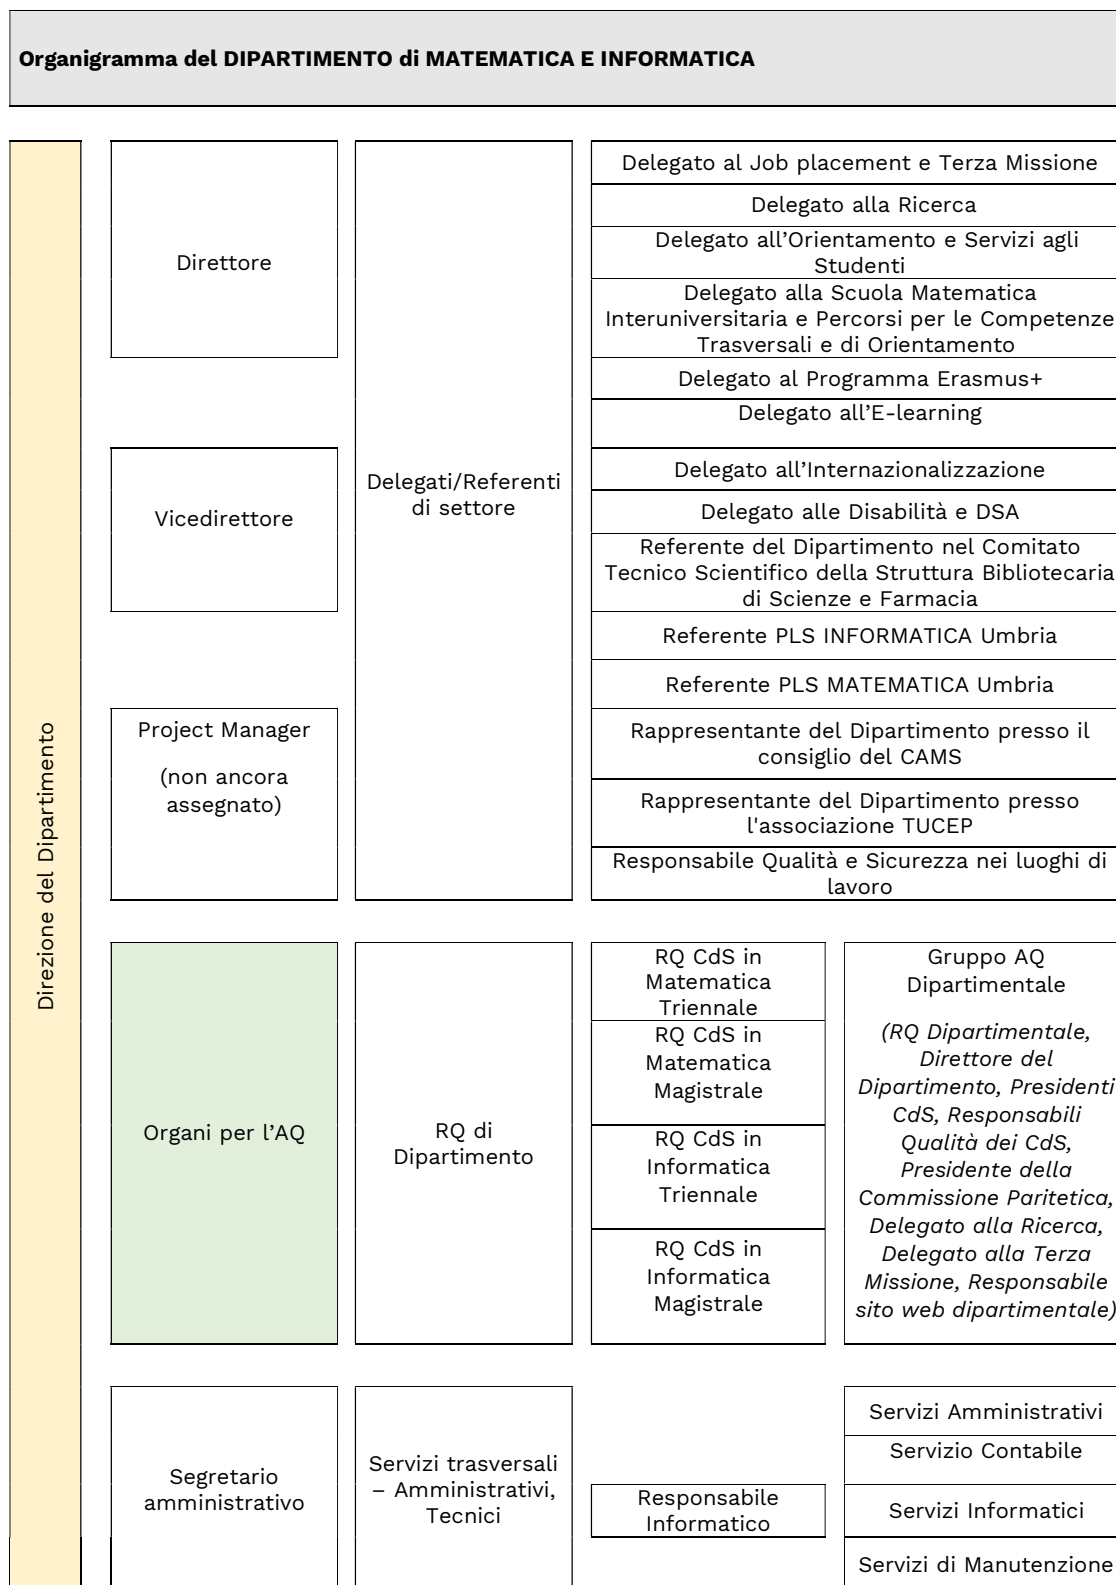 Organigramma del DIPARTIMENTO di MATEMATICA E INFORMATICA
Direzione del Dipartimento
Direttore
Vicedirettore
Project Manager
(non ancora
assegnato)
Delegati/Referenti
di settore
Delegato al Job placement e Terza Missione
Delegato alla Ricerca
Delegato all’Orientamento e Servizi agli
Studenti
Delegato alla Scuola Matematica
Interuniversitaria e Percorsi per le Competenze
Trasversali e di Orientamento
Delegato al Programma Erasmus+
Delegato all’E-learning
Delegato all’Internazionalizzazione
Delegato alle Disabilità e DSA
Referente del Dipartimento nel Comitato
Tecnico Scientifico della Struttura Bibliotecaria
di Scienze e Farmacia
Referente PLS INFORMATICA Umbria
Referente PLS MATEMATICA Umbria
Rappresentante del Dipartimento presso il
consiglio del CAMS
Rappresentante del Dipartimento presso
l'associazione TUCEP
Responsabile Qualità e Sicurezza nei luoghi di
lavoro
Organi per l’AQ
RQ di
Dipartimento
RQ CdS in
Matematica
Triennale
RQ CdS in
Matematica
Magistrale
RQ CdS in
Informatica
Triennale
RQ CdS in
Informatica
Magistrale
Gruppo AQ
Dipartimentale
(RQ Dipartimentale,
Direttore del
Dipartimento, Presidenti
CdS, Responsabili
Qualità dei CdS,
Presidente della
Commissione Paritetica,
Delegato alla Ricerca,
Delegato alla Terza
Missione, Responsabile
sito web dipartimentale)
Segretario
amministrativo
Servizi trasversali
– Amministrativi,
Tecnici
Responsabile
Informatico
Servizi Amministrativi
Servizio Contabile
Servizi Informatici
Servizi di Manutenzione